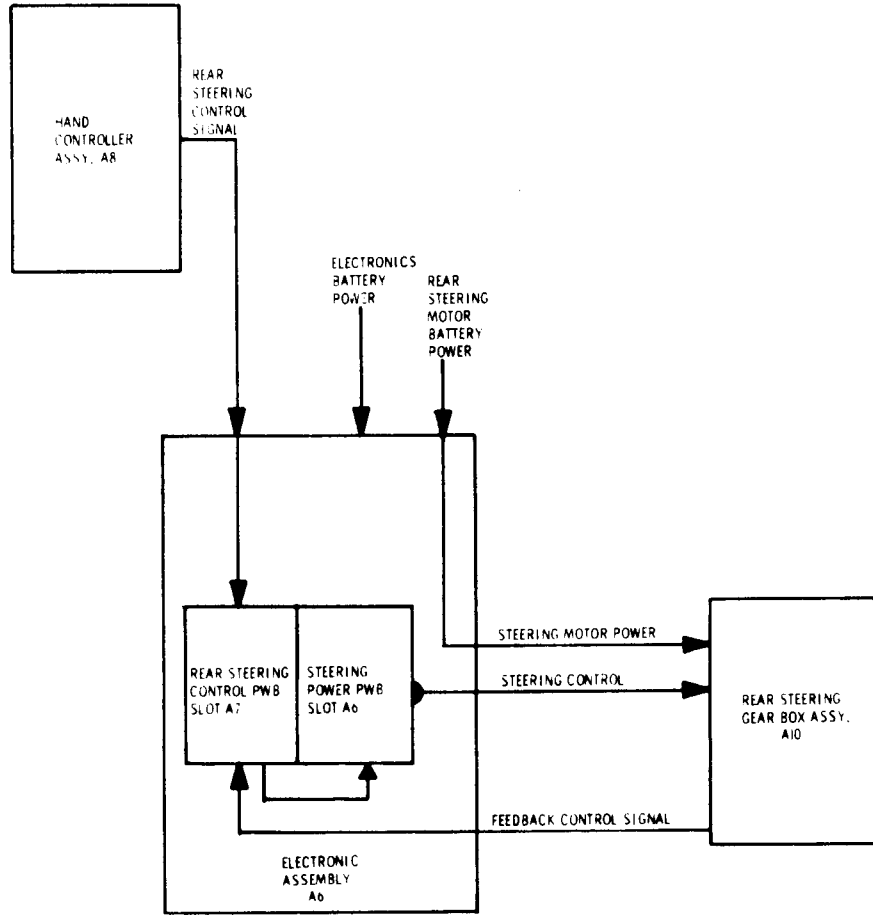 REAR
STEERING
CONTROL
SIGNAL
HAND
CONTROLLER
ASSY, A8
ELECTRONICS
BATTERY
POWER
REAR
STEERING
MOTOR
BATTERY
POWER
STEERING MOTOR POWER
REAR STEERING
CONTROL PWB
SLOT A7
STEERING
POWER PWB
SLOT A6
STEERING CONTROL
REAR STEERING
GEAR BOX ASSY,
A10
FEEDBACK CONTROL SIGNAL
ELECTRONIC
ASSEMBLY
A6